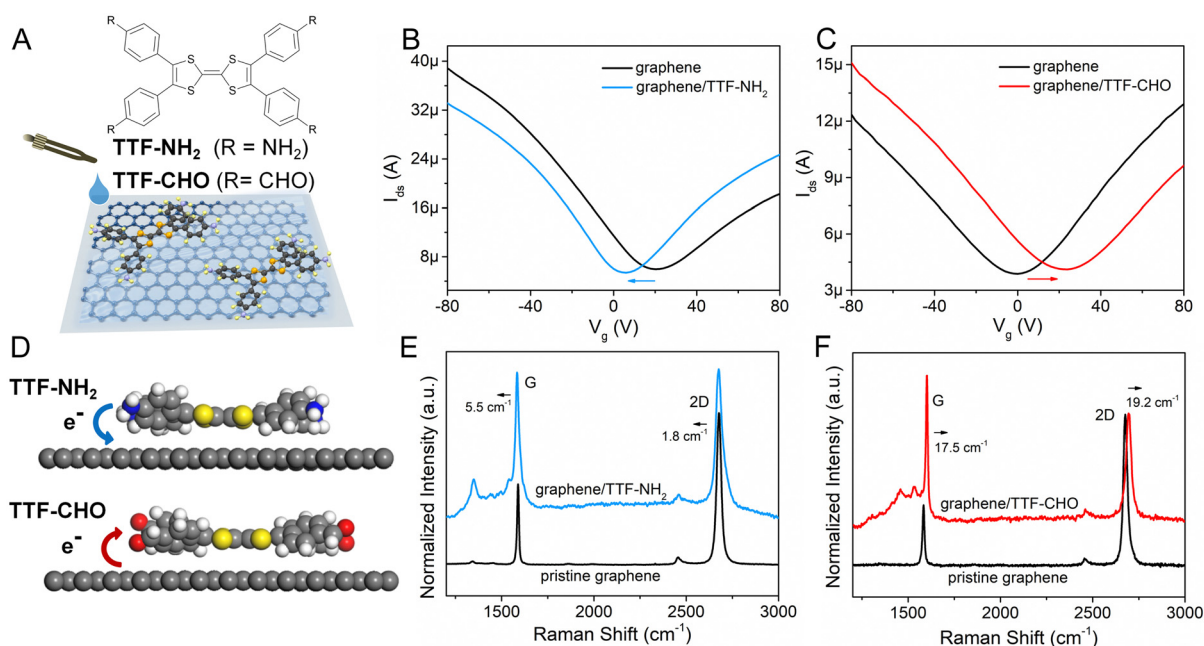 A
R
R
S
S
S
S
R
R
TTF-NH₂ (R = NH₂)
TTF-CHO (R= CHO)
B
40µ
32µ
24µ
16µ
8µ
I_ds (A)
graphene
graphene/TTF-NH₂
-80
-40
0
40
80
V_g (V)
C
15µ
12µ
9µ
6µ
3µ
I_ds (A)
graphene
graphene/TTF-CHO
-80
-40
0
40
80
V_g (V)
D
TTF-NH₂
e⁻
TTF-CHO
e⁻
E
Normalized Intensity (a.u.)
G
5.5 cm⁻¹
2D
1.8 cm⁻¹
graphene/TTF-NH₂
pristine graphene
1500
2000
2500
3000
Raman Shift (cm⁻¹)
F
Normalized Intensity (a.u.)
G
17.5 cm⁻¹
19.2 cm⁻¹
2D
graphene/TTF-CHO
pristine graphene
1500
2000
2500
3000
Raman Shift (cm⁻¹)